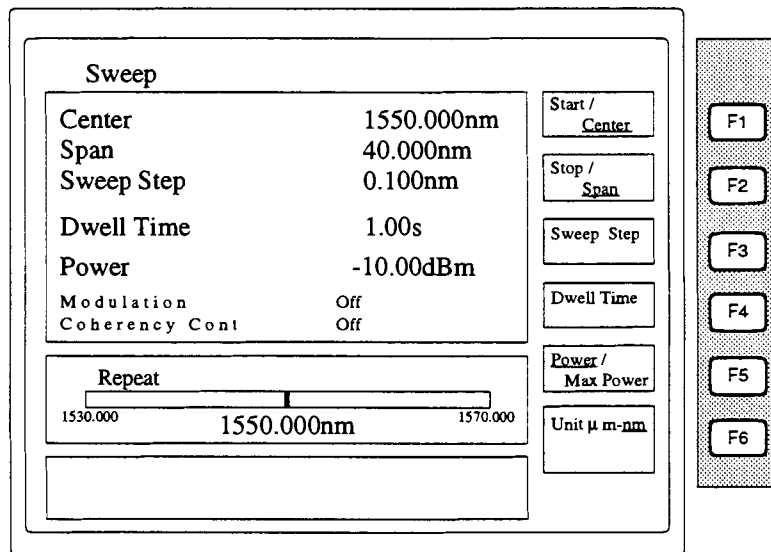 Sweep
Center 1550.000nm
Span 40.000nm
Sweep Step 0.100nm
Dwell Time 1.00s
Power -10.00dBm
Modulation Off
Coherency Cont Off
Repeat
1530.000 1550.000nm 1570.000
Start /
Center
Stop /
Span
Sweep Step
Dwell Time
Power /
Max Power
Unit μ m-nm
F1
F2
F3
F4
F5
F6